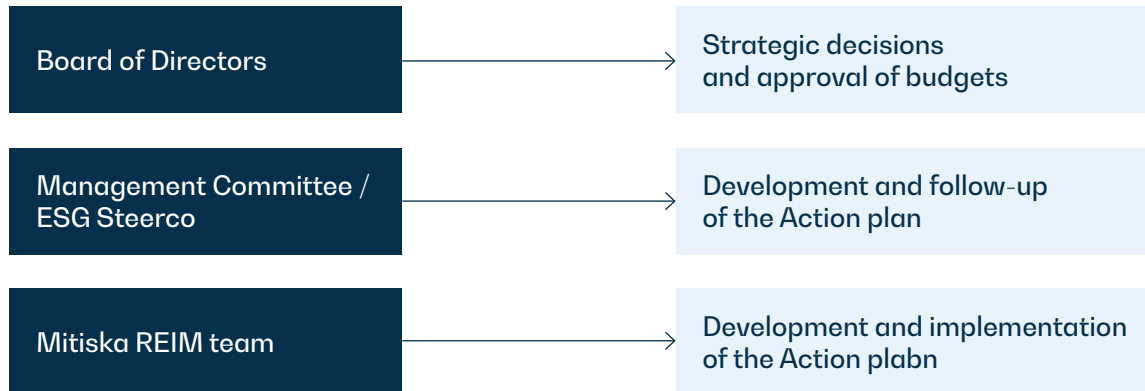 Board of Directors
Strategic decisions
and approval of budgets
Management Committee /
ESG Steerco
Development and follow-up
of the Action plan
Mitiska REIM team
Development and implementation
of the Action plabn